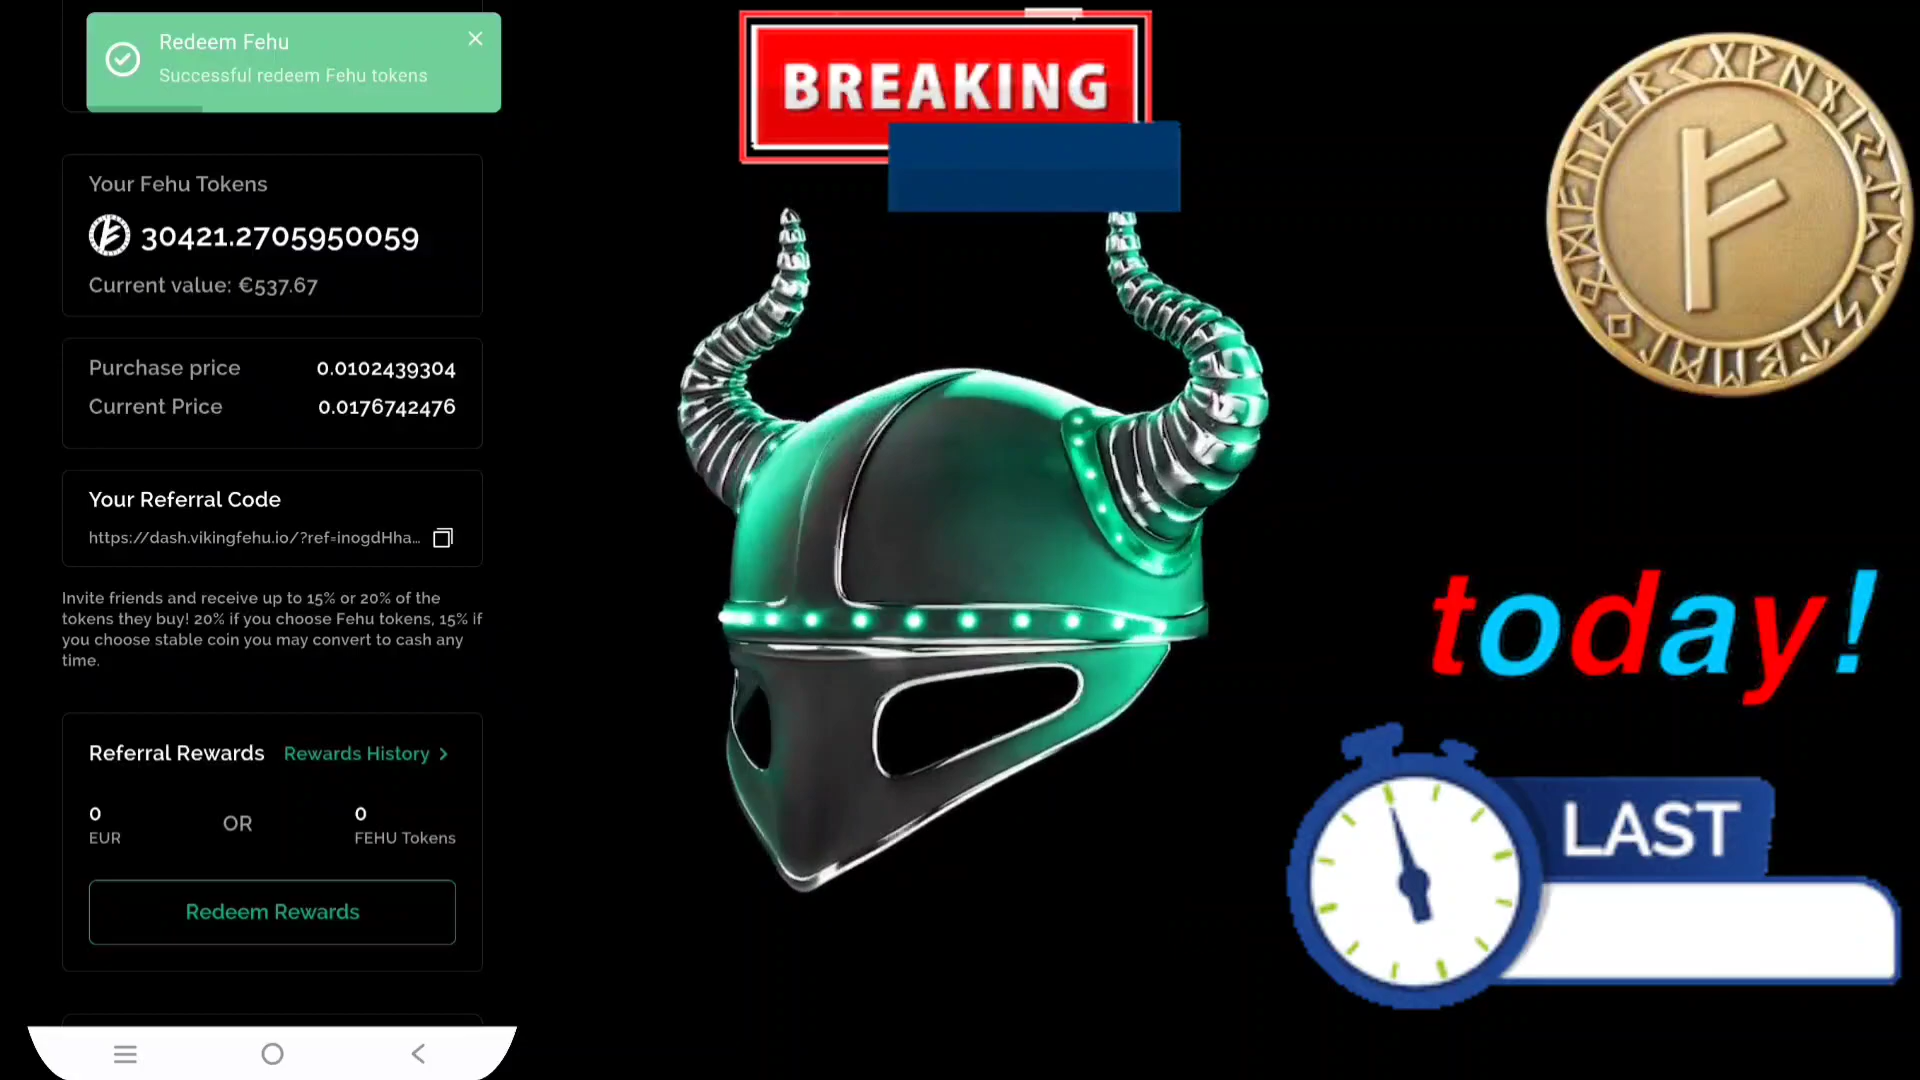 Redeem Fehu
Successful redeem Fehu tokens
Your Fehu Tokens
30421.2705950059
Current value: €537.67
Purchase price 0.0102439304
Current Price 0.0176742476
Your Referral Code
https://dash.vikingfehu.io/?ref=inogdHha...
Invite friends and receive up to 15% or 20% of the
tokens they buy! 20% if you choose Fehu tokens, 15% if
you choose stable coin you may convert to cash any
time.
Referral Rewards Rewards History >
0 OR 0
EUR FEHU Tokens
Redeem Rewards
BREAKING
today!
LAST